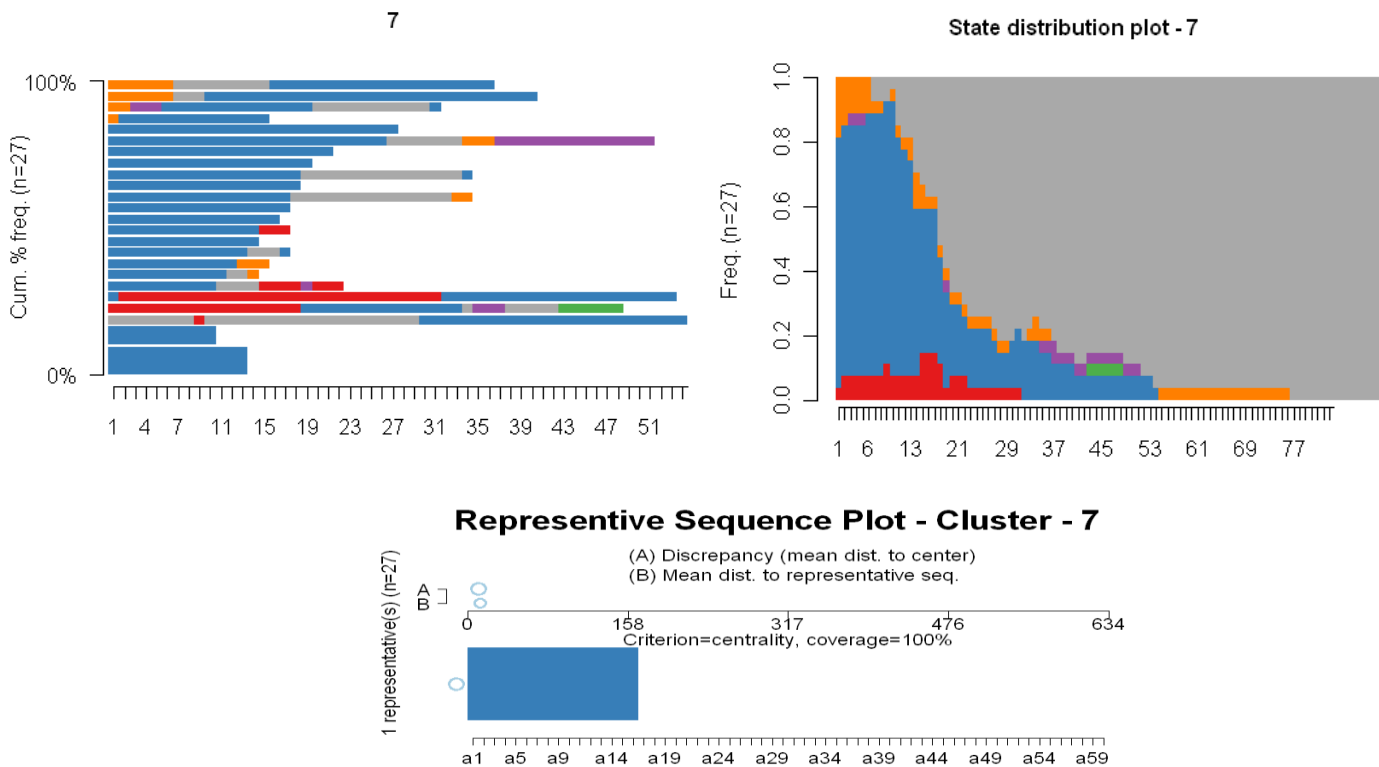 7
100%
0%
Cum. % freq. (n=27)
1 4 7 11 15 19 23 27 31 35 39 43 47 51
State distribution plot - 7
1.0
0.8
0.6
0.4
0.2
0.0
Freq. (n=27)
1 6 13 21 29 37 45 53 61 69 77
Representive Sequence Plot - Cluster - 7
(A) Discrepancy (mean dist. to center)
(B) Mean dist. to representative seq.
A
B
0 158 317 476 634
Criterion=centrality, coverage=100%
1 representative(s) (n=27)
a1 a5 a9 a14 a19 a24 a29 a34 a39 a44 a49 a54 a59